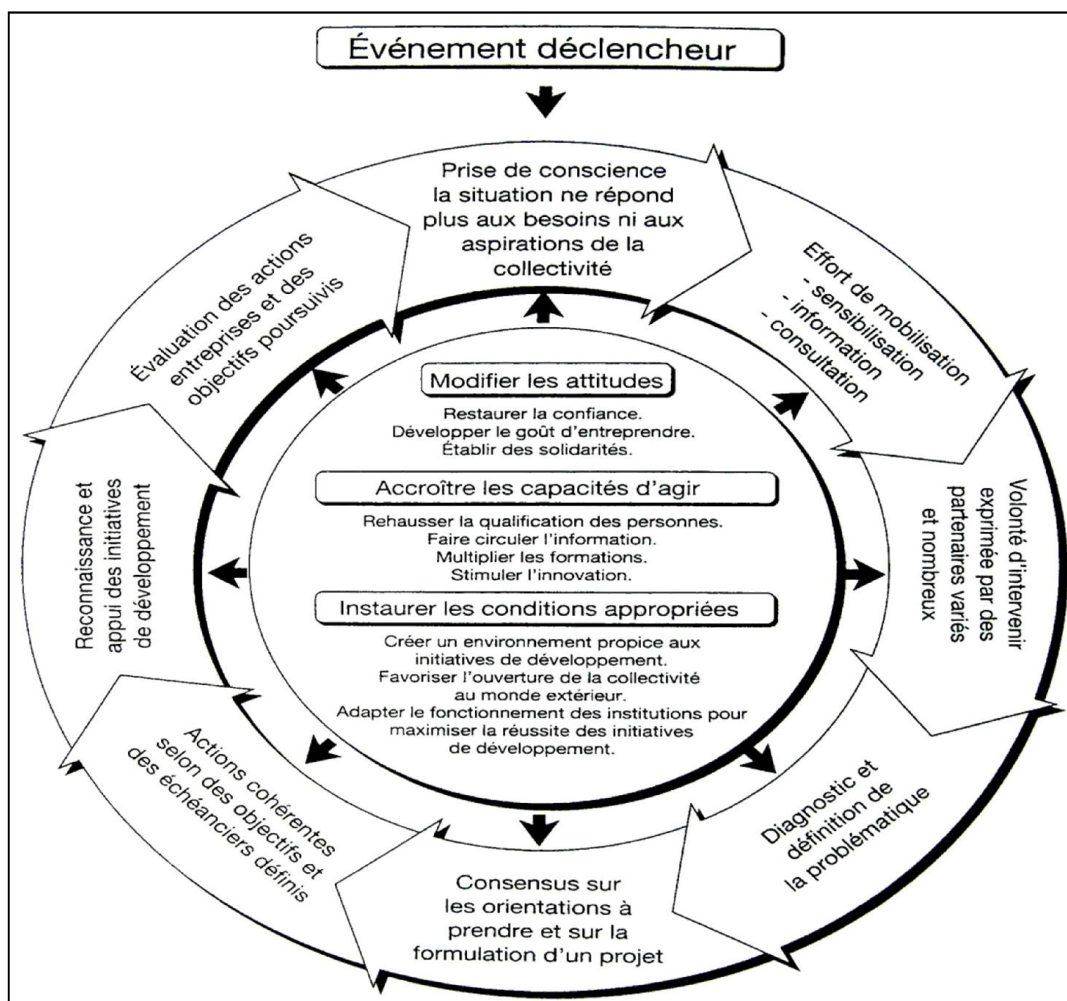 Événement déclencheur
Prise de conscience
la situation ne répond
plus aux besoins ni aux
aspirations de la
collectivité
Effort de mobilisation
- sensibilisation
- information
- consultation
Volonté d'intervenir
exprimée par des
partenaires variés
et nombreux
Diagnostic et
définition de
la problématique
Consensus sur
les orientations à
prendre et sur la
formulation d'un projet
Actions cohérentes
selon des objectifs et
des échéanciers définis
Reconnaissance et
appui des initiatives
de développement
Évaluation des actions
entreprises et des
objectifs poursuivis
Modifier les attitudes
Restaurer la confiance.
Développer le goût d'entreprendre.
Établir des solidarités.
Accroître les capacités d'agir
Rehausser la qualification des personnes.
Faire circuler l'information.
Multiplier les formations.
Stimuler l'innovation.
Instaurer les conditions appropriées
Créer un environnement propice aux
initiatives de développement.
Favoriser l'ouverture de la collectivité
au monde extérieur.
Adapter le fonctionnement des institutions pour
maximiser la réussite des initiatives
de développement.